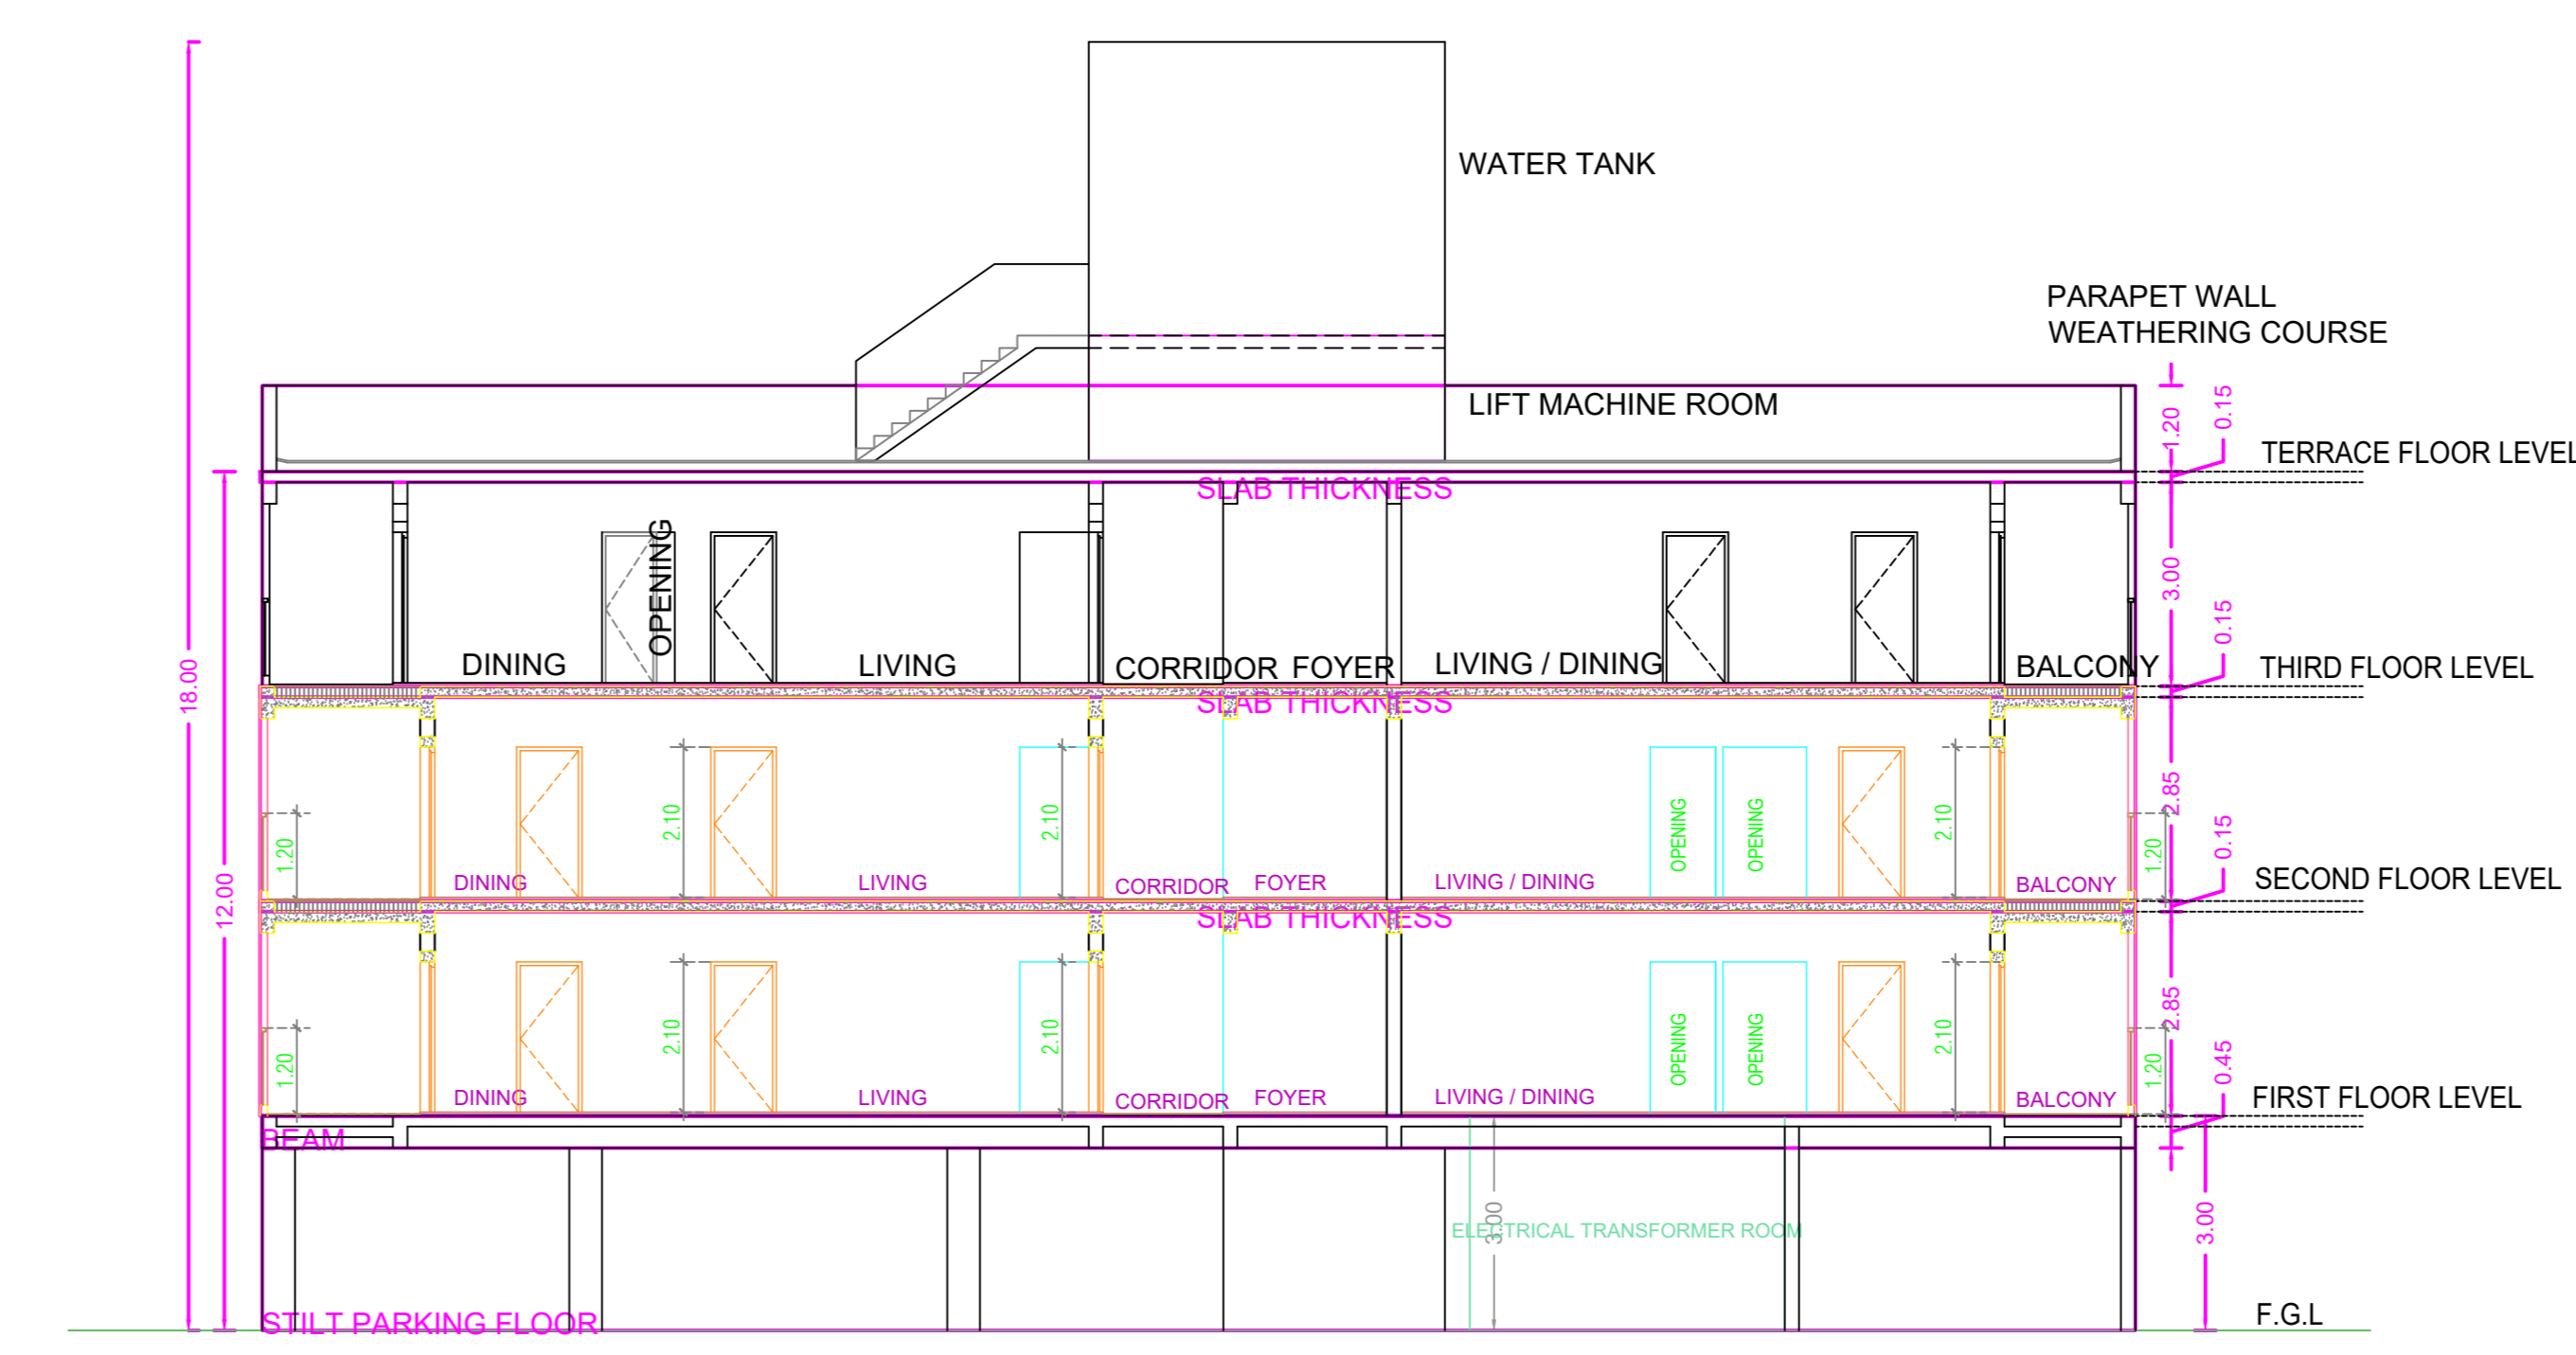 WATER TANK
PARAPET WALL
WEATHERING COURSE
LIFT MACHINE ROOM
1.20
0.15
TERRACE FLOOR LEVEL
SLAB THICKNESS
OPENING
3.00
0.15
DINING
LIVING
CORRIDOR
FOYER
LIVING / DINING
BALCONY
THIRD FLOOR LEVEL
18.00
SLAB THICKNESS
2.85
0.15
1.20
2.10
2.10
OPENING
OPENING
2.10
1.20
12.00
DINING
LIVING
CORRIDOR
FOYER
LIVING / DINING
BALCONY
SECOND FLOOR LEVEL
SLAB THICKNESS
2.85
0.45
1.20
2.10
2.10
OPENING
OPENING
2.10
1.20
DINING
LIVING
CORRIDOR
FOYER
LIVING / DINING
BALCONY
FIRST FLOOR LEVEL
BEAM
3.00
ELECTRICAL TRANSFORMER ROOM
3.00
STILT PARKING FLOOR
F.G.L